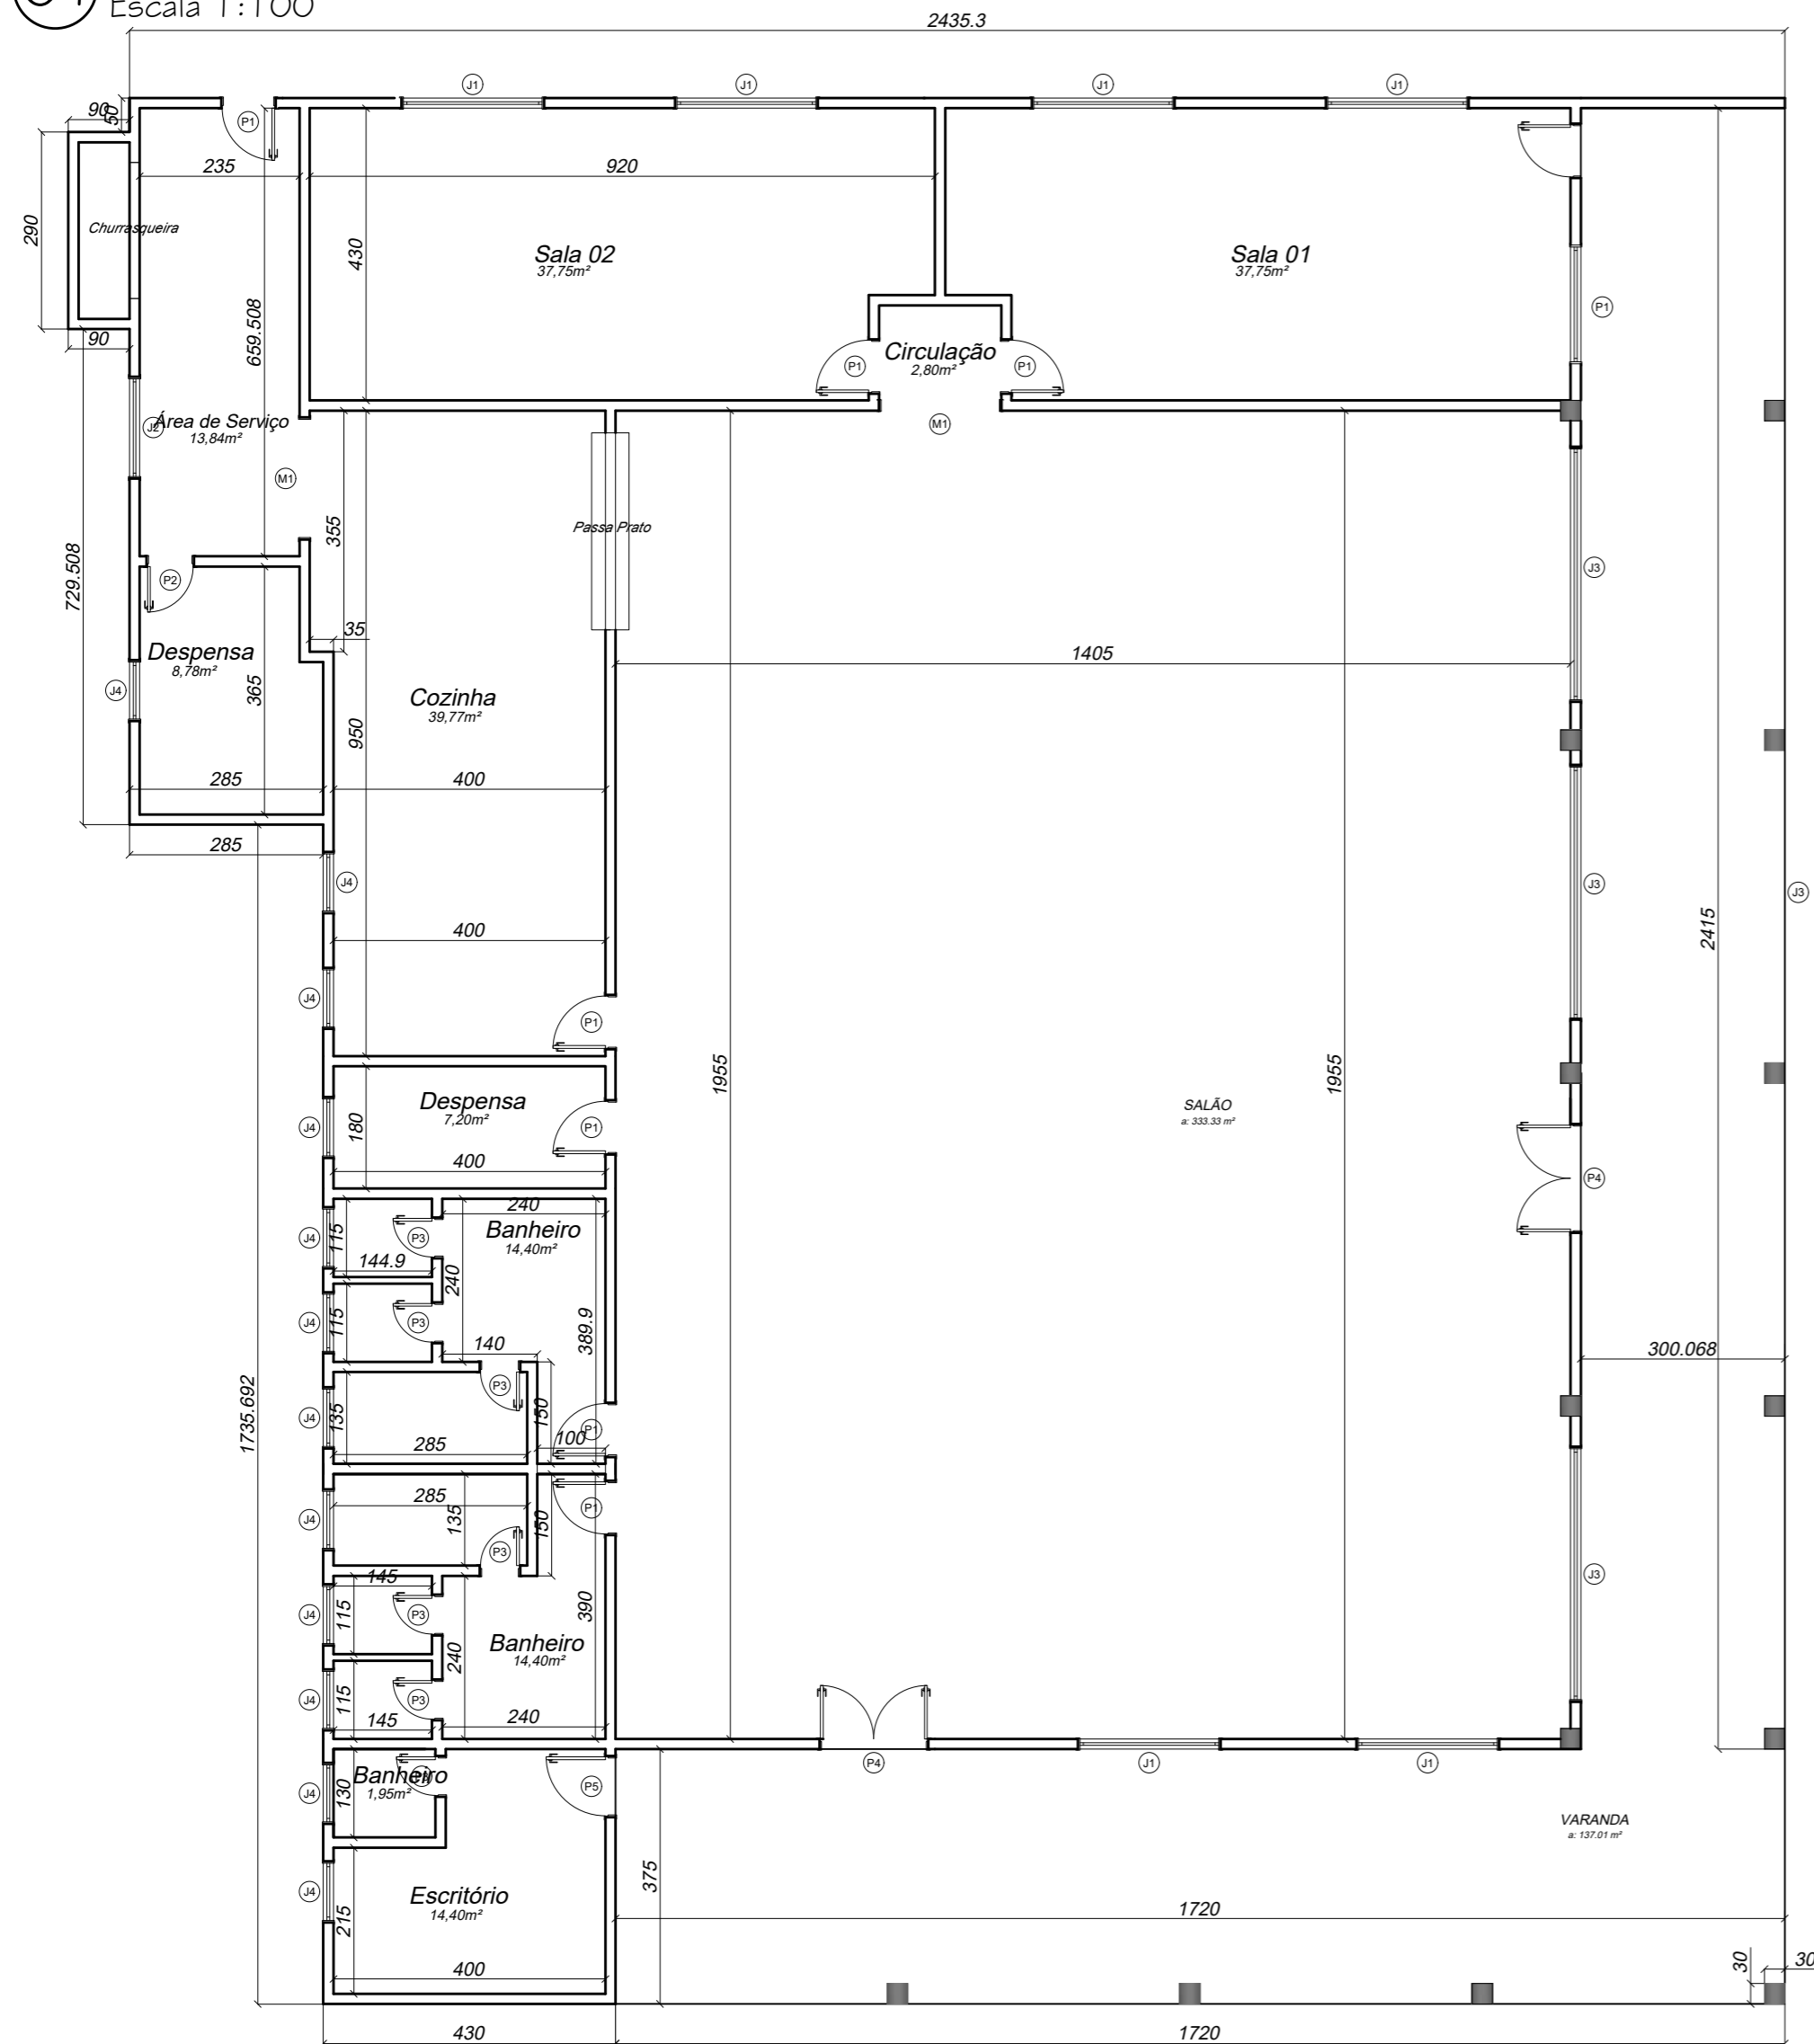 Escala 1:100
2435.3
J1
J1
J1
J1
90
50
P1
235
920
290
Churrasqueira
430
Sala 02
37,75m²
Sala 01
37,75m²
659.508
P1
90
Circulação
2,80m²
P1
P1
J2
Área de Serviço
13,84m²
M1
M1
355
Passa Prato
729.508
P2
J3
35
Despensa
8,78m²
1405
J4
365
Cozinha
39,77m²
950
285
400
285
J4
J3
J3
400
2415
J4
P1
1955
1955
Despensa
7,20m²
SALÃO
a: 333.33 m²
J4
180
P1
400
P4
240
Banheiro
14,40m²
J4
115
P3
144.9
240
J4
115
P3
389.9
140
300.068
P3
1735.692
J4
135
150
P1
285
100
285
J4
135
150
P1
P3
145
J4
115
P3
390
J3
Banheiro
14,40m²
240
J4
115
P3
145
240
P4
J1
J1
Banheiro
1,95m²
J4
130
P5
VARANDA
a: 137.01 m²
375
J4
Escritório
14,40m²
215
1720
400
30
30
430
1720